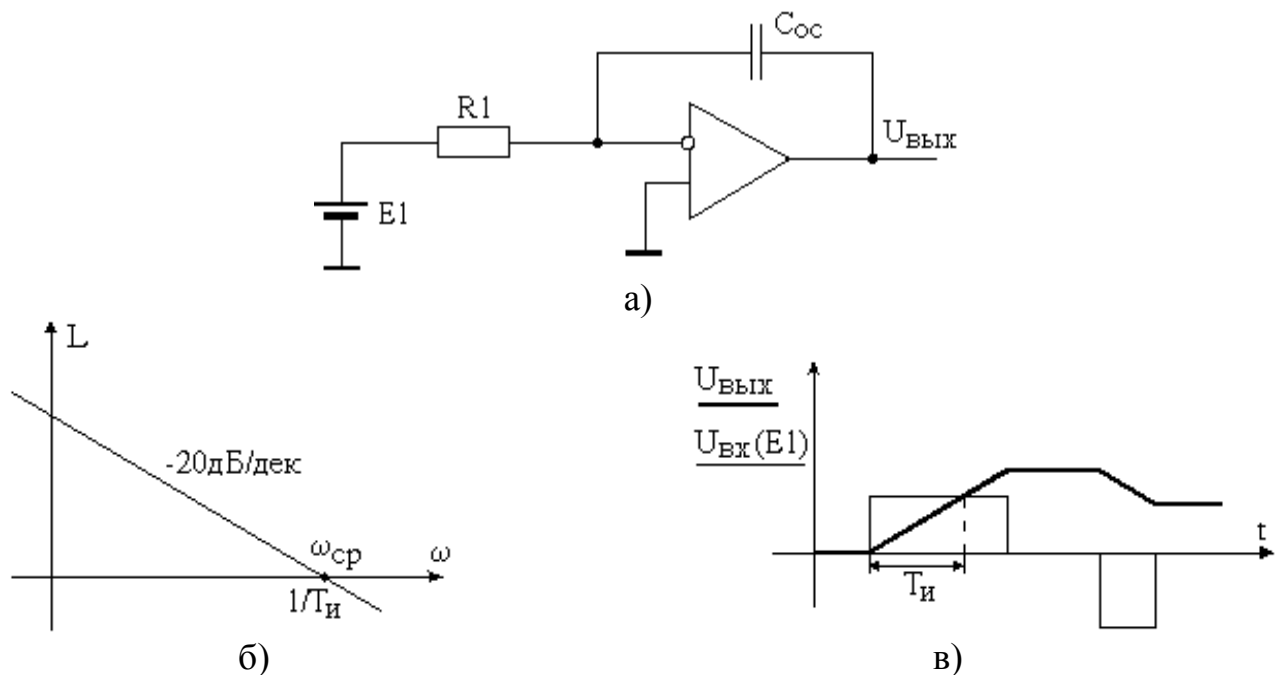 Cос
R1
Uвых
E1
а)
L
-20дБ/дек
ωср
ω
1/Tи
б)
Uвых
Uвх(E1)
t
Tи
в)